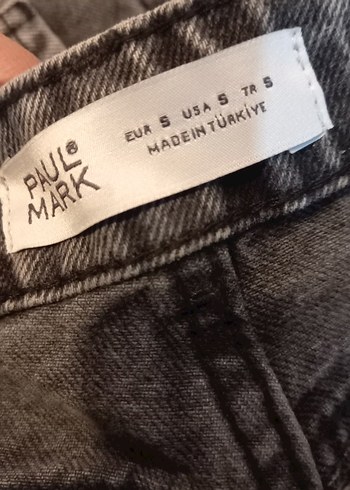 PAUL®
MARK
EUR S USA S TR S
MADE IN TÜRKİYE